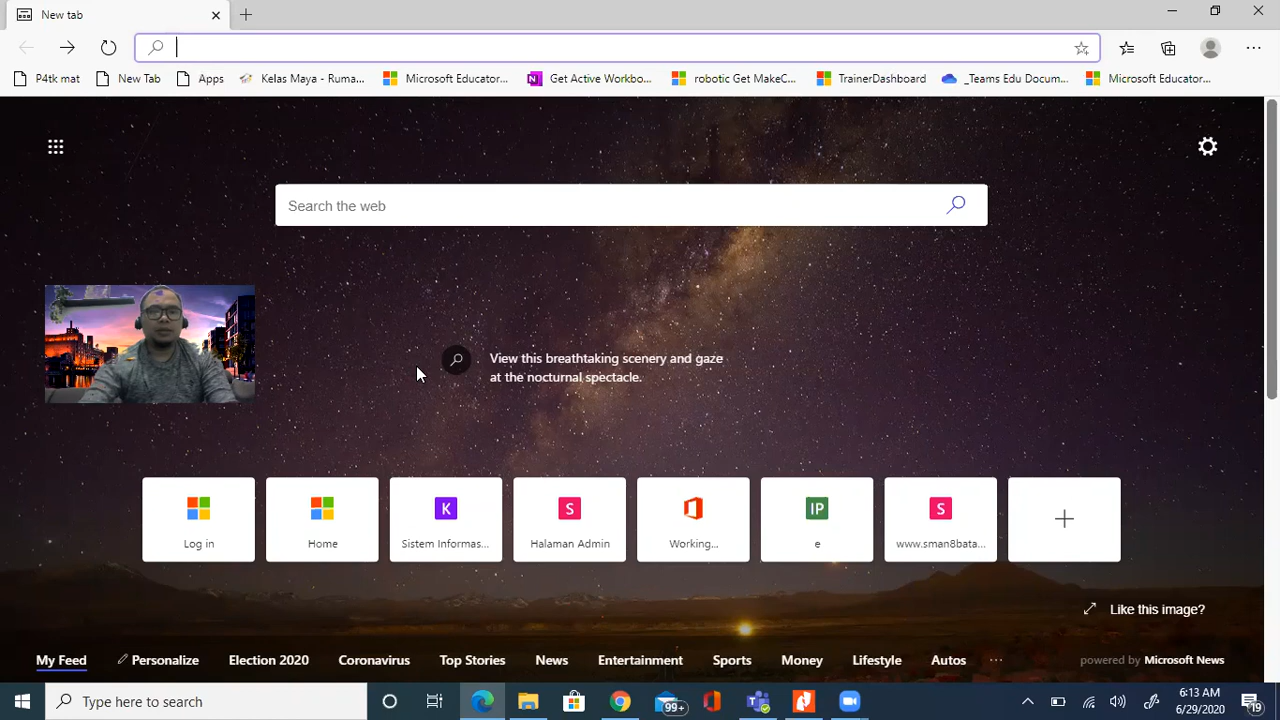 New tab
P4tk mat
New Tab
Apps
Kelas Maya - Ruma...
Microsoft Educator...
Get Active Workbo...
robotic Get MakeC...
TrainerDashboard
_Teams Edu Docum...
Microsoft Educator...
Search the web
View this breathtaking scenery and gaze
at the nocturnal spectacle.
Log in
Home
K
Sistem Informas...
S
Halaman Admin
Working...
IP
e
S
www.sman8bata...
Like this image?
My Feed
Personalize
Election 2020
Coronavirus
Top Stories
News
Entertainment
Sports
Money
Lifestyle
Autos
...
powered by Microsoft News
Type here to search
99+
6:13 AM
6/29/2020
19